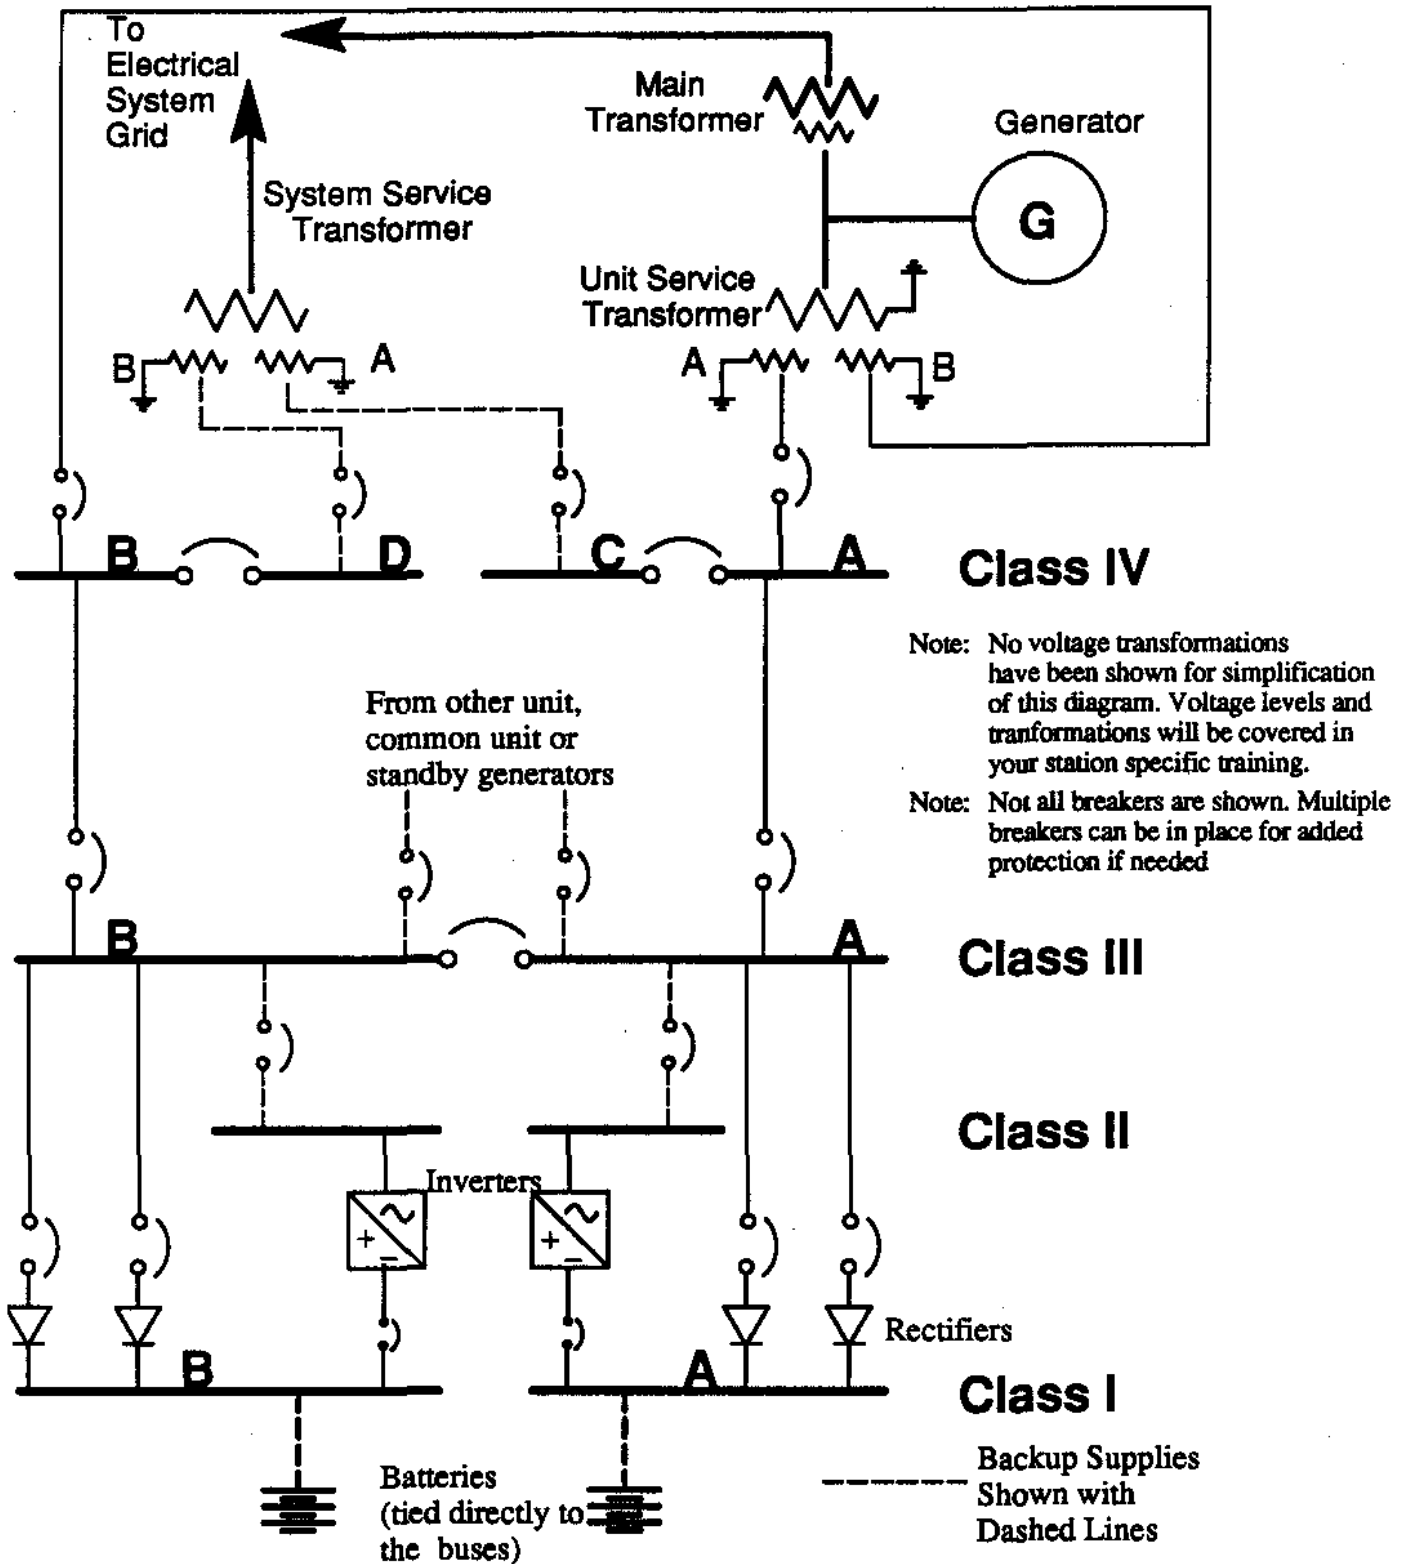 To
Electrical
System
Grid
Main
Transformer
Generator
G
System Service
Transformer
Unit Service
Transformer
B
A
A
B
B
D
C
A
Class IV
Note: No voltage transformations
have been shown for simplification
of this diagram. Voltage levels and
tranformations will be covered in
your station specific training.
Note: Not all breakers are shown. Multiple
breakers can be in place for added
protection if needed
From other unit,
common unit or
standby generators
B
A
Class III
Class II
Inverters
+ −
+ −
Rectifiers
B
A
Class I
Batteries
(tied directly to
the buses)
Backup Supplies
Shown with
Dashed Lines